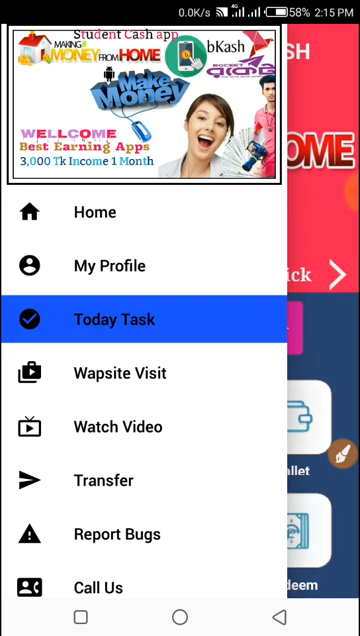 0.0K/s 4G 58% 2:15 PM
Student Cash app
SH
MAKING
MONEY FROM HOME
bKash
ROCKET
Make
Money
OME
WELLCOME
Best Earning Apps
3,000 Tk Income 1 Month
Home
My Profile
ick
Today Task
Wapsite Visit
Watch Video
allet
Transfer
Report Bugs
Call Us
deem